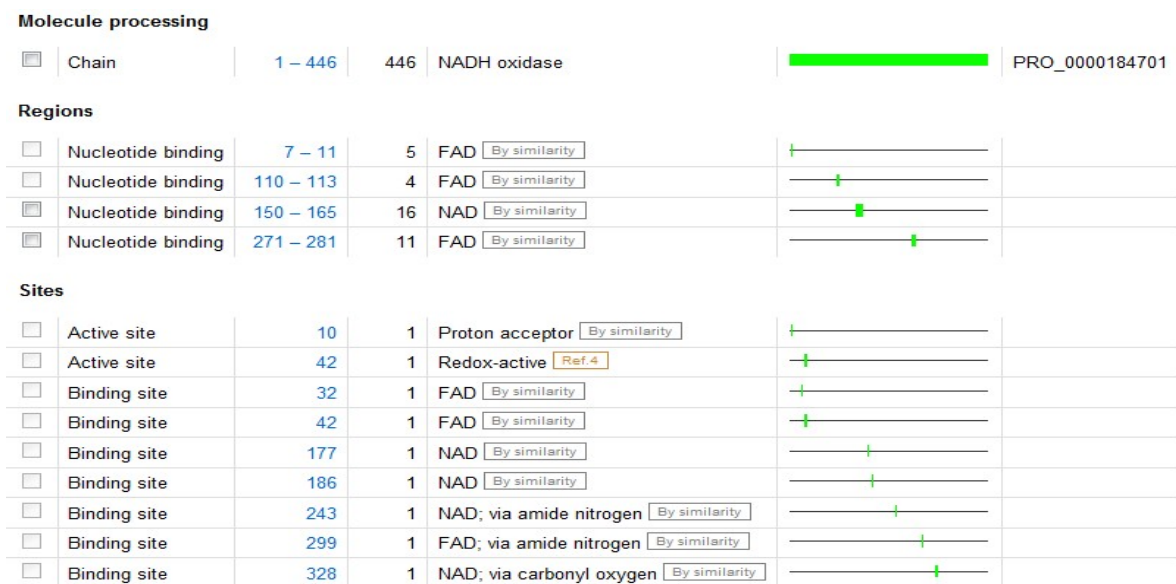 Molecule processing
Chain 1 – 446 446 NADH oxidase PRO_0000184701
Regions
Nucleotide binding 7 – 11 5 FAD By similarity
Nucleotide binding 110 – 113 4 FAD By similarity
Nucleotide binding 150 – 165 16 NAD By similarity
Nucleotide binding 271 – 281 11 FAD By similarity
Sites
Active site 10 1 Proton acceptor By similarity
Active site 42 1 Redox-active Ref.4
Binding site 32 1 FAD By similarity
Binding site 42 1 FAD By similarity
Binding site 177 1 NAD By similarity
Binding site 186 1 NAD By similarity
Binding site 243 1 NAD; via amide nitrogen By similarity
Binding site 299 1 FAD; via amide nitrogen By similarity
Binding site 328 1 NAD; via carbonyl oxygen By similarity